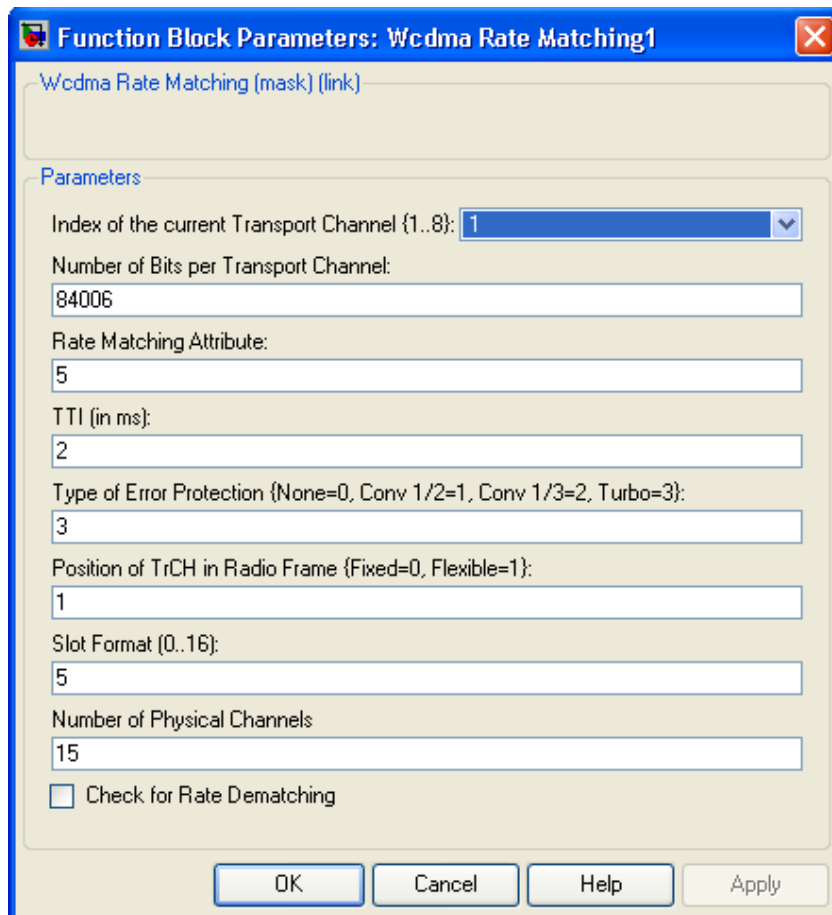 Function Block Parameters: Wcdma Rate Matching1
Wcdma Rate Matching (mask) (link)
Parameters
Index of the current Transport Channel {1..8}: 1
Number of Bits per Transport Channel:
84006
Rate Matching Attribute:
5
TTI (in ms):
2
Type of Error Protection {None=0, Conv 1/2=1, Conv 1/3=2, Turbo=3}:
3
Position of TrCH in Radio Frame {Fixed=0, Flexible=1}:
1
Slot Format (0..16):
5
Number of Physical Channels
15
Check for Rate Dematching
OK Cancel Help Apply